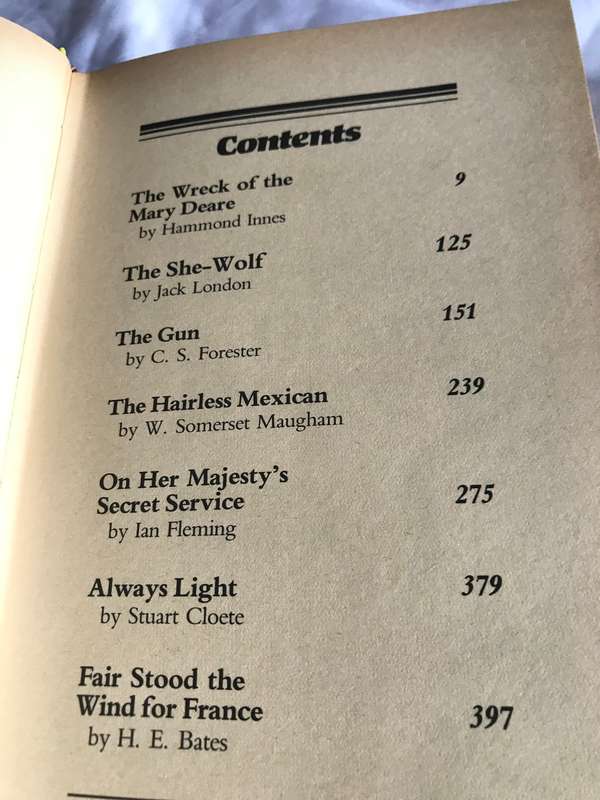 Contents
The Wreck of the 9
Mary Deare
by Hammond Innes
The She-Wolf 125
by Jack London
The Gun 151
by C. S. Forester
The Hairless Mexican 239
by W. Somerset Maugham
On Her Majesty's
Secret Service 275
by Ian Fleming
Always Light 379
by Stuart Cloete
Fair Stood the
Wind for France 397
by H. E. Bates